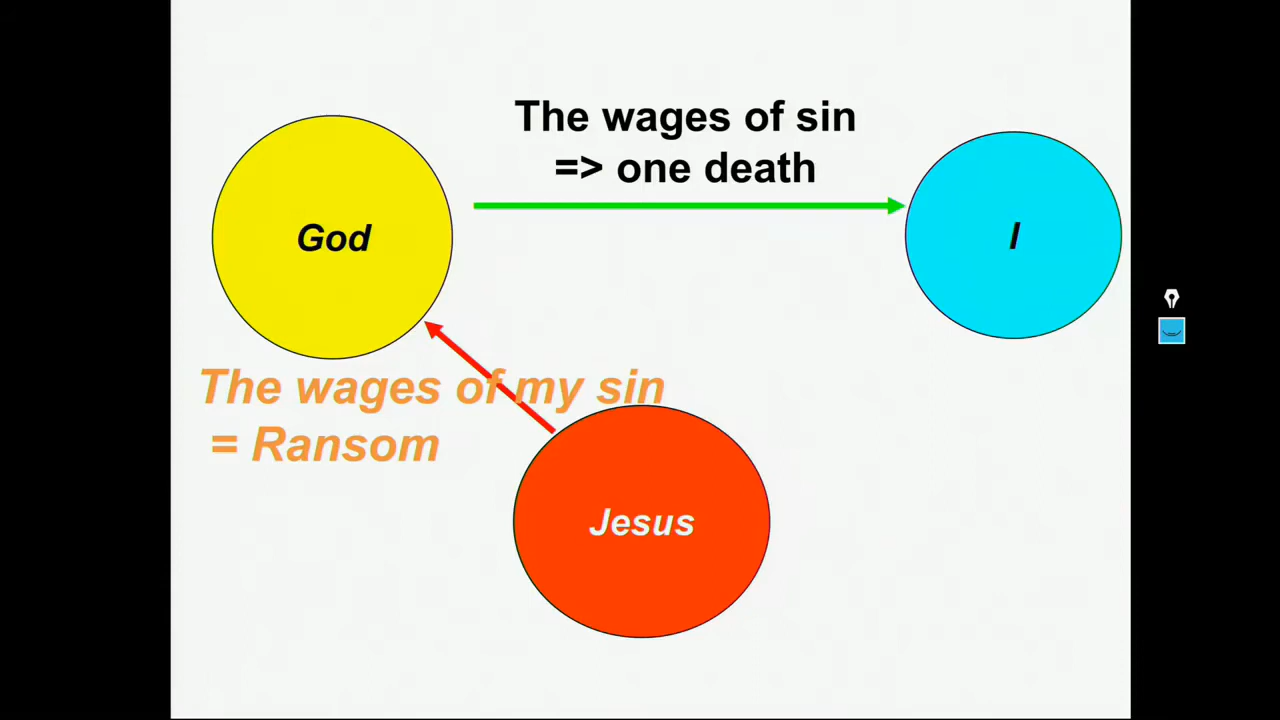 The wages of sin
=> one death
God
I
The wages of my sin
= Ransom
Jesus